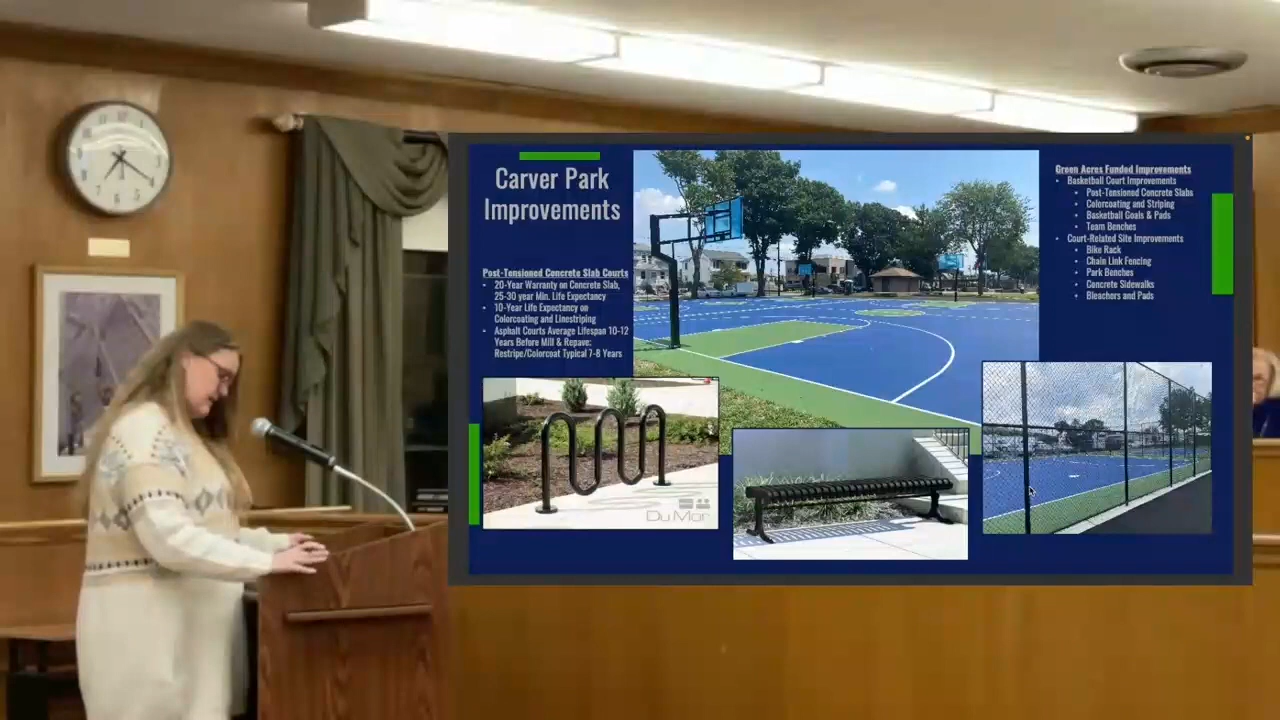 Carver Park
Improvements
Post-Tensioned Concrete Slab Courts
• 20-Year Warranty on Concrete Slab,
25-30 year Min. Life Expectancy
• 10-Year Life Expectancy on
Colorcoating and Linestriping
• Asphalt Courts Average Lifespan 10-12
Years Before Mill & Repave;
Restripe/Colorcoat Typical 7-8 Years
DuMor
Green Acres Funded Improvements
• Basketball Court Improvements
• Post-Tensioned Concrete Slabs
• Colorcoating and Striping
• Basketball Goals & Pads
• Team Benches
• Court-Related Site Improvements
• Bike Rack
• Chain Link Fencing
• Park Benches
• Concrete Sidewalks
• Bleachers and Pads